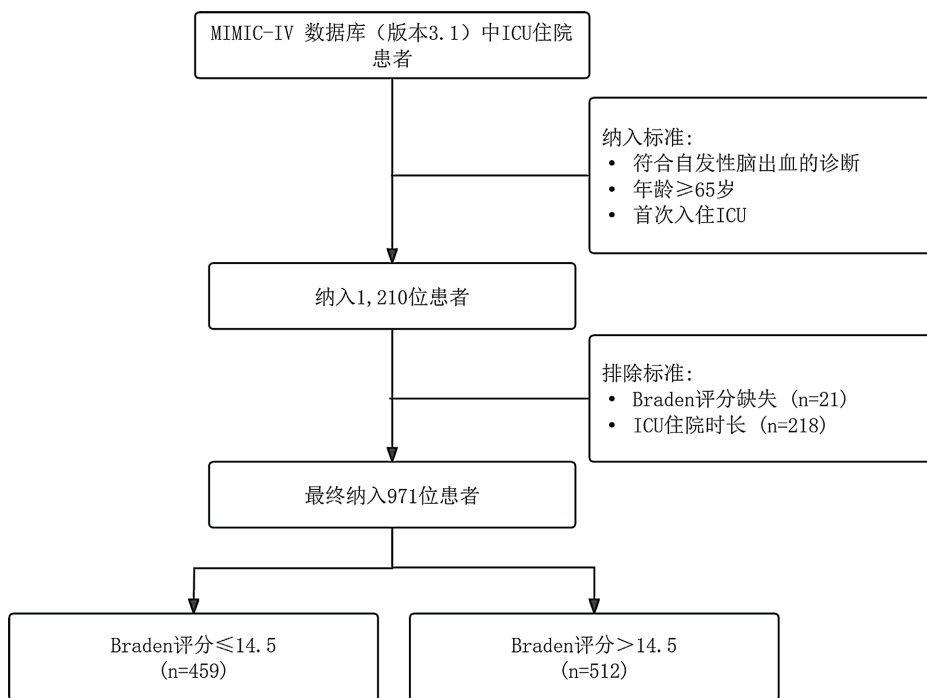 MIMIC-IV 数据库（版本3.1）中ICU住院
患者
纳入标准:
• 符合自发性脑出血的诊断
• 年龄≥65岁
• 首次入住ICU
纳入1,210位患者
排除标准:
• Braden评分缺失 (n=21)
• ICU住院时长 (n=218)
最终纳入971位患者
Braden评分≤14.5
(n=459)
Braden评分＞14.5
(n=512)